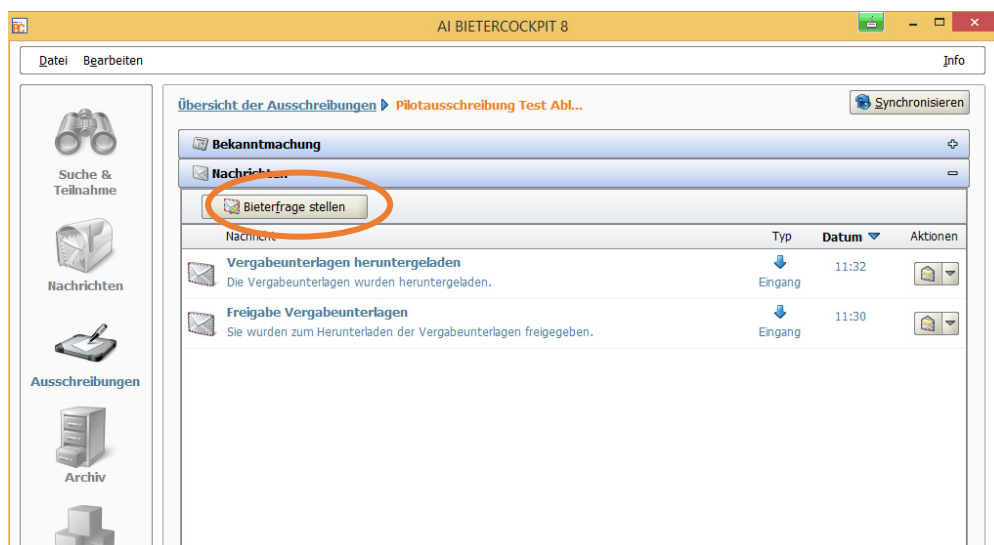 AI BIETERCOCKPIT 8
Datei Bearbeiten Info
Übersicht der Ausschreibungen Pilotausschreibung Test Abl... Synchronisieren
Bekanntmachung
Nachrichten
Bieterfrage stellen
Nachricht Typ Datum Aktionen
Vergabeunterlagen heruntergeladen 11:32
Die Vergabeunterlagen wurden heruntergeladen. Eingang
Freigabe Vergabeunterlagen 11:30
Sie wurden zum Herunterladen der Vergabeunterlagen freigegeben. Eingang
Suche &
Teilnahme
Nachrichten
Ausschreibungen
Archiv